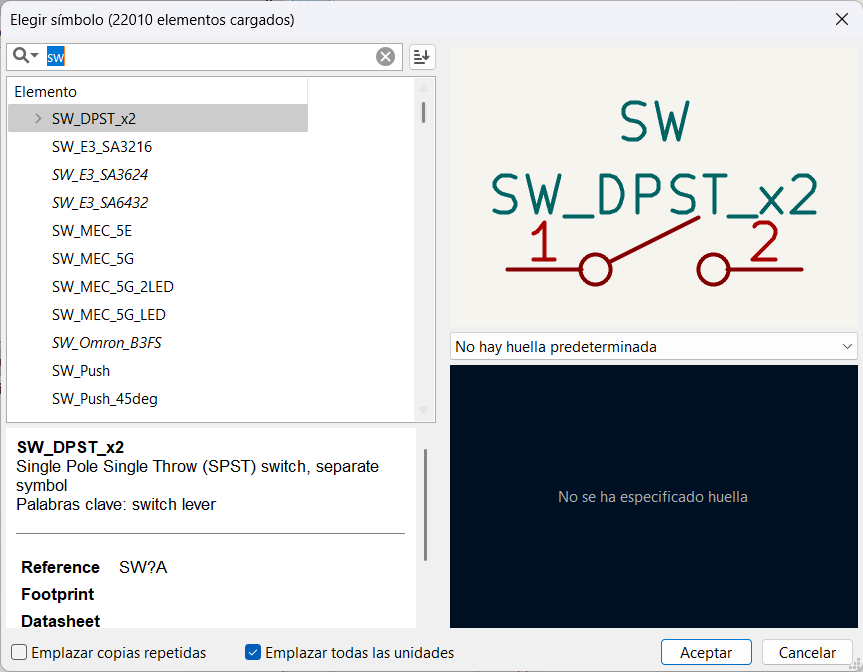 Elegir símbolo (22010 elementos cargados)
sw
Elemento
SW_DPST_x2
SW_E3_SA3216
SW_E3_SA3624
SW_E3_SA6432
SW_MEC_5E
SW_MEC_5G
SW_MEC_5G_2LED
SW_MEC_5G_LED
SW_Omron_B3FS
SW_Push
SW_Push_45deg
SW
SW_DPST_x2
1 2
No hay huella predeterminada
No se ha especificado huella
SW_DPST_x2
Single Pole Single Throw (SPST) switch, separate
symbol
Palabras clave: switch lever
Reference SW?A
Footprint
Datasheet
Emplazar copias repetidas
Emplazar todas las unidades
Aceptar
Cancelar